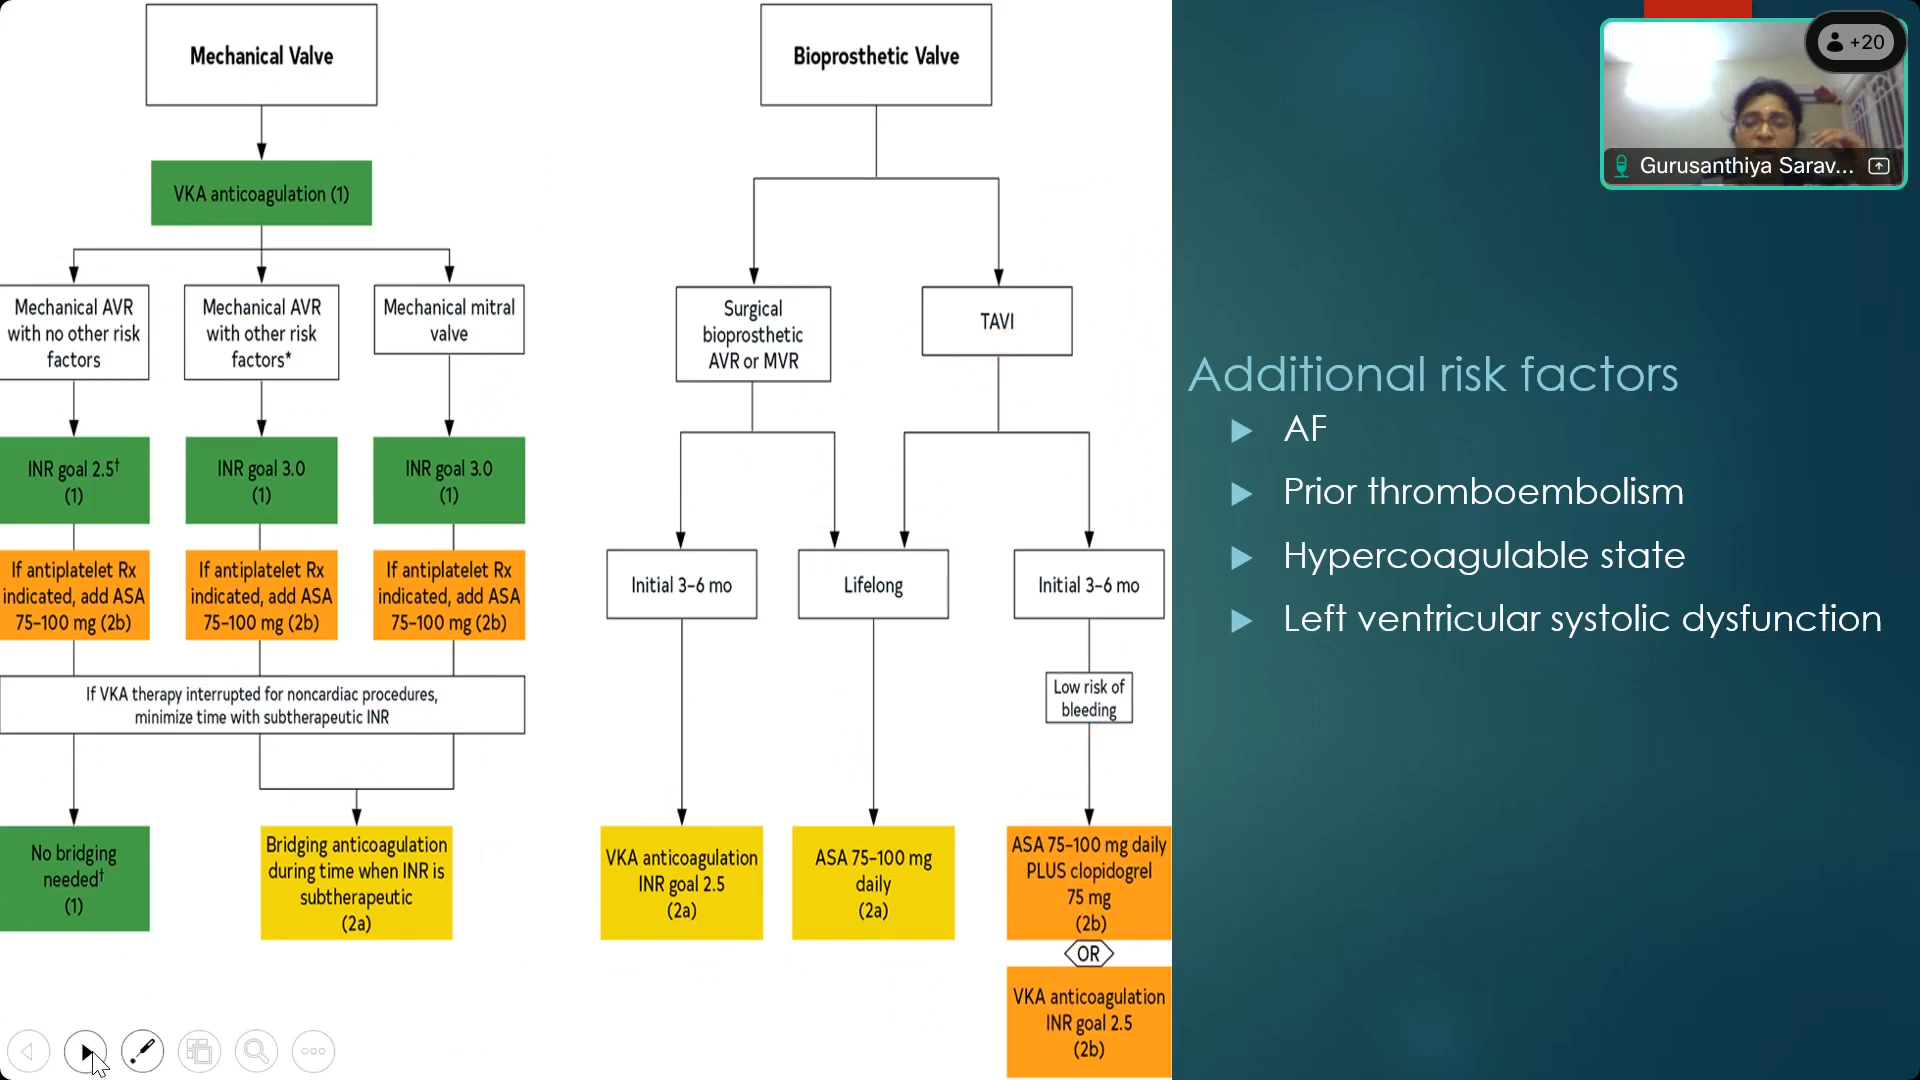 Mechanical Valve
VKA anticoagulation (1)
Mechanical AVR
with no other risk
factors
Mechanical AVR
with other risk
factors*
Mechanical mitral
valve
INR goal 2.5†
(1)
INR goal 3.0
(1)
INR goal 3.0
(1)
If antiplatelet Rx
indicated, add ASA
75–100 mg (2b)
If antiplatelet Rx
indicated, add ASA
75–100 mg (2b)
If antiplatelet Rx
indicated, add ASA
75–100 mg (2b)
If VKA therapy interrupted for noncardiac procedures,
minimize time with subtherapeutic INR
No bridging
needed†
(1)
Bridging anticoagulation
during time when INR is
subtherapeutic
(2a)
Bioprosthetic Valve
Surgical
bioprosthetic
AVR or MVR
TAVI
Initial 3–6 mo
Lifelong
Initial 3–6 mo
Low risk of
bleeding
VKA anticoagulation
INR goal 2.5
(2a)
ASA 75–100 mg
daily
(2a)
ASA 75–100 mg daily
PLUS clopidogrel
75 mg
(2b)
OR
VKA anticoagulation
INR goal 2.5
(2b)
Additional risk factors
AF
Prior thromboembolism
Hypercoagulable state
Left ventricular systolic dysfunction
+20
Gurusanthiya Sarav...